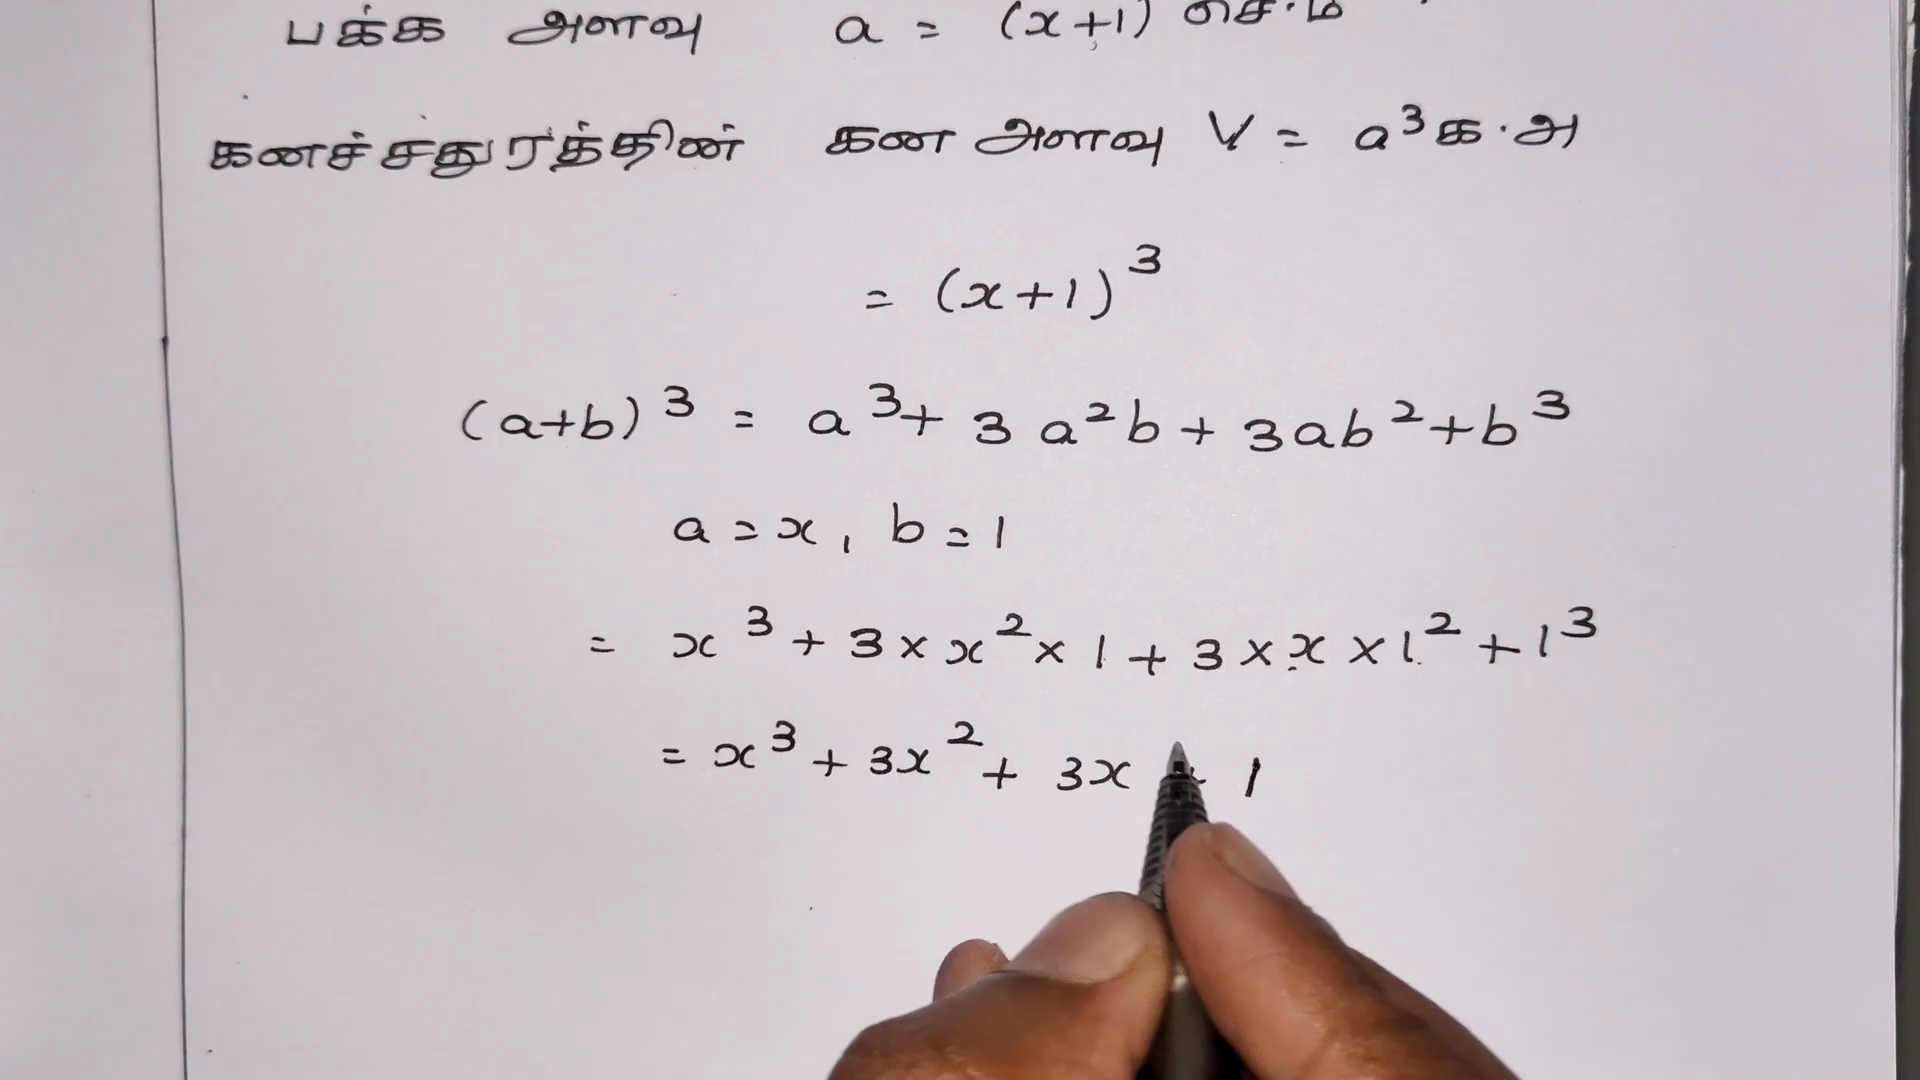 பக்க அளவு a = (x+1) செ.மீ
கனச்சதுரத்தின் கன அளவு V = a³ க.அ
= (x+1)³
(a+b)³ = a³ + 3a²b + 3ab² + b³
a = x, b = 1
= x³ + 3 × x² × 1 + 3 × x × 1² + 1³
= x³ + 3x² + 3x + 1